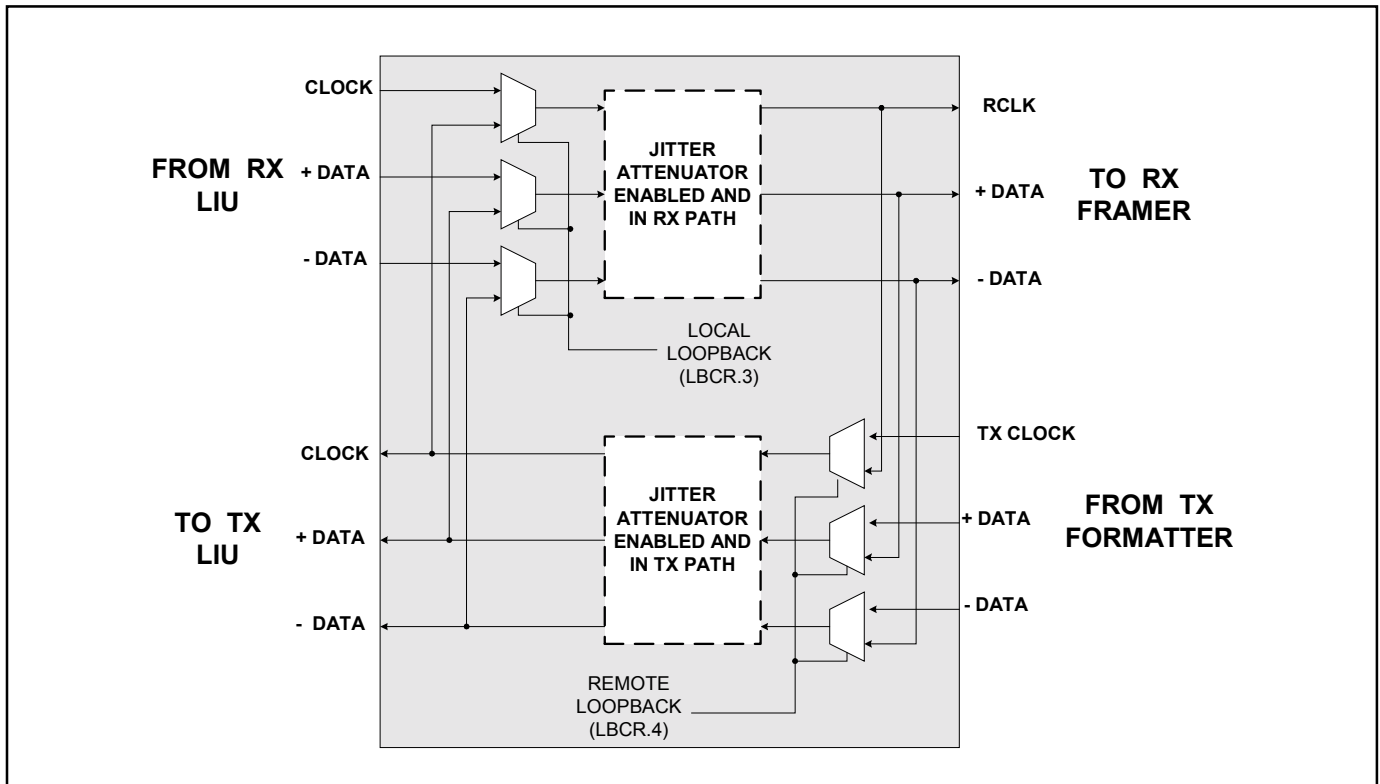 CLOCK
FROM RX
LIU
+ DATA
- DATA
JITTER
ATTENUATOR
ENABLED AND
IN RX PATH
RCLK
+ DATA
- DATA
TO RX
FRAMER
LOCAL
LOOPBACK
(LBCR.3)
CLOCK
TO TX
LIU
+ DATA
- DATA
JITTER
ATTENUATOR
ENABLED AND
IN TX PATH
TX CLOCK
+ DATA
- DATA
FROM TX
FORMATTER
REMOTE
LOOPBACK
(LBCR.4)